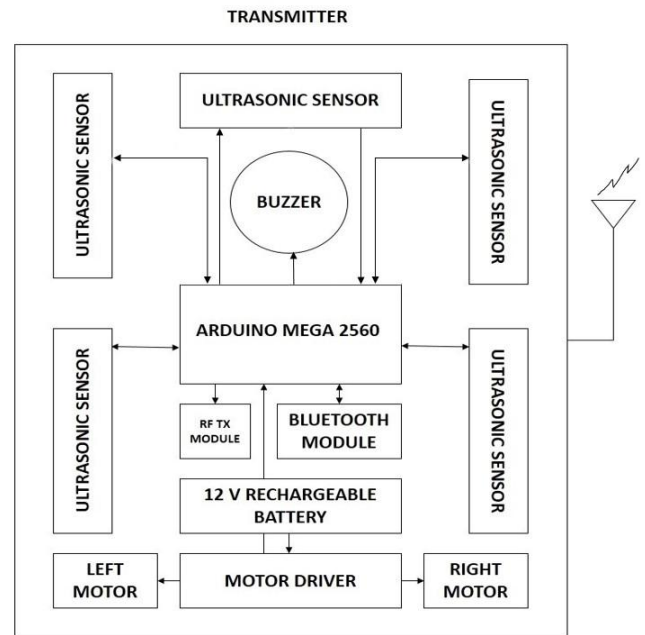 TRANSMITTER
ULTRASONIC SENSOR
ULTRASONIC SENSOR
ULTRASONIC SENSOR
BUZZER
ARDUINO MEGA 2560
ULTRASONIC SENSOR
ULTRASONIC SENSOR
RF TX
MODULE
BLUETOOTH
MODULE
12 V RECHARGEABLE
BATTERY
LEFT
MOTOR
MOTOR DRIVER
RIGHT
MOTOR